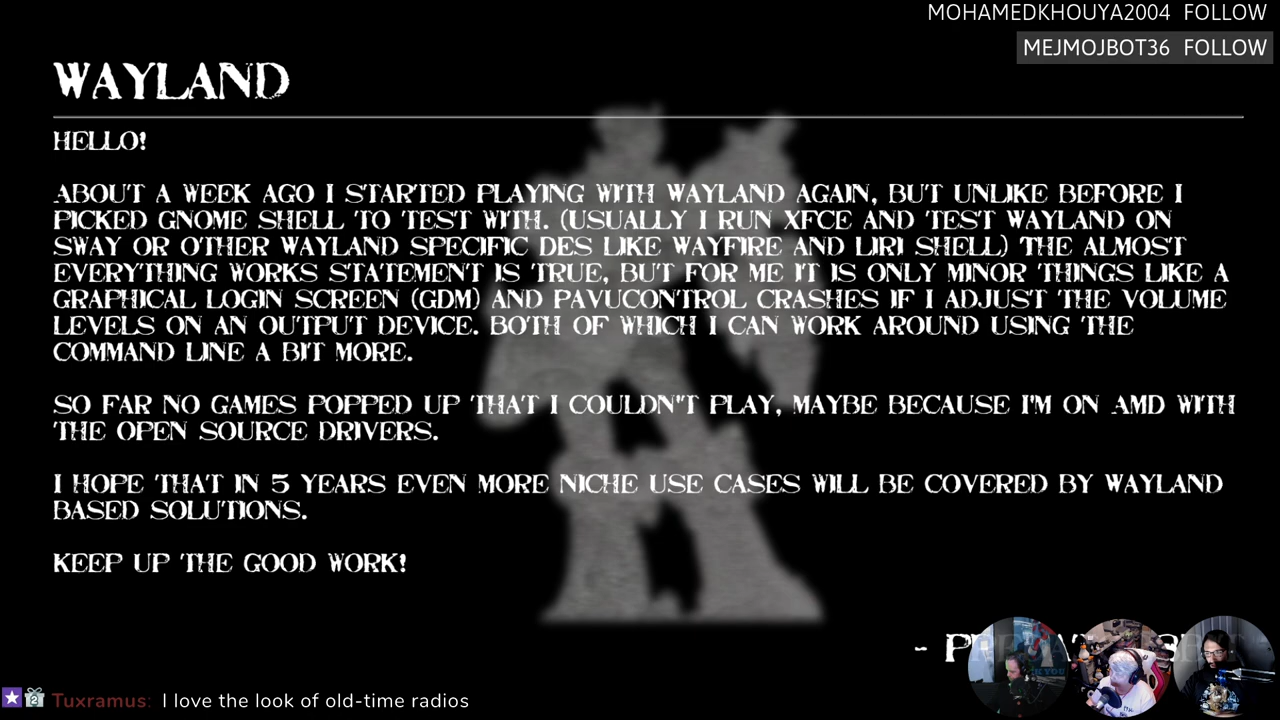 MOHAMEDKHOUYA2004 FOLLOW
MEJMOJBOT36 FOLLOW
WAYLAND
HELLO!
ABOUT A WEEK AGO I STARTED PLAYING WITH WAYLAND AGAIN, BUT UNLIKE BEFORE I
PICKED GNOME SHELL TO TEST WITH. (USUALLY I RUN XFCE AND TEST WAYLAND ON
SWAY OR OTHER WAYLAND SPECIFIC DES LIKE WAYFIRE AND LIRI SHELL) THE ALMOST
EVERYTHING WORKS STATEMENT IS TRUE, BUT FOR ME IT IS ONLY MINOR THINGS LIKE A
GRAPHICAL LOGIN SCREEN (GDM) AND PAVUCONTROL CRASHES IF I ADJUST THE VOLUME
LEVELS ON AN OUTPUT DEVICE. BOTH OF WHICH I CAN WORK AROUND USING THE
COMMAND LINE A BIT MORE.
SO FAR NO GAMES POPPED UP THAT I COULDN'T PLAY, MAYBE BECAUSE I'M ON AMD WITH
THE OPEN SOURCE DRIVERS.
I HOPE THAT IN 5 YEARS EVEN MORE NICHE USE CASES WILL BE COVERED BY WAYLAND
BASED SOLUTIONS.
KEEP UP THE GOOD WORK!
-
2 Tuxramus: I love the look of old-time radios